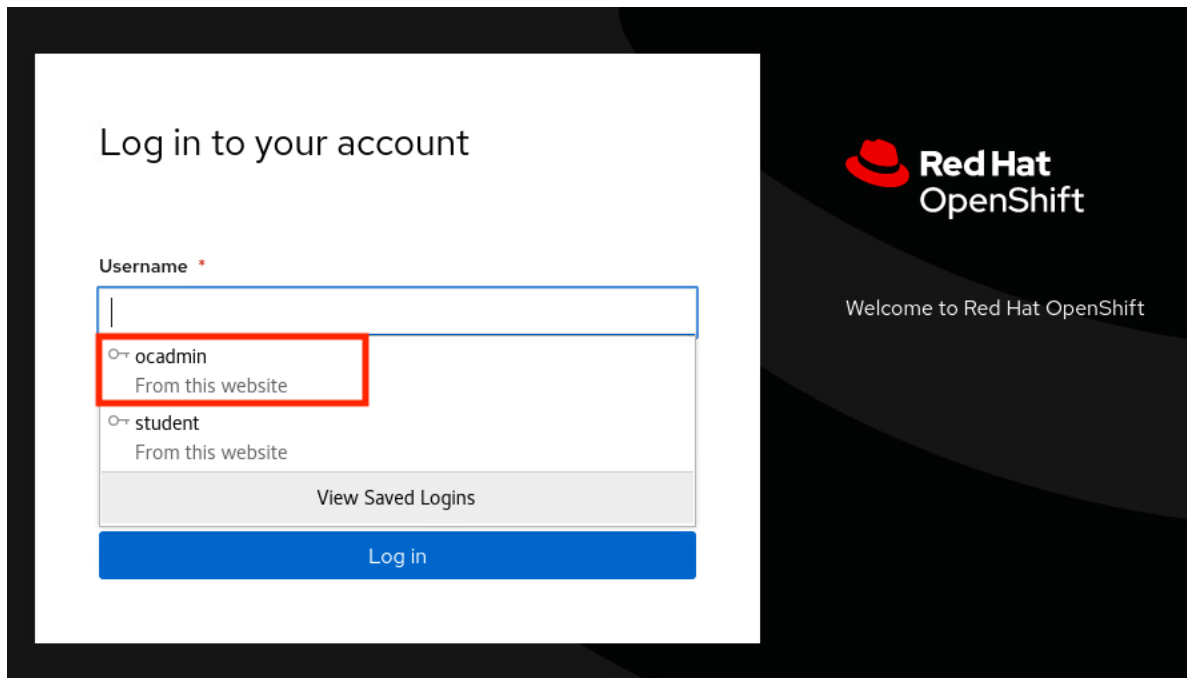 Log in to your account
Username *
ocadmin
From this website
student
From this website
View Saved Logins
Log in
Red Hat
OpenShift
Welcome to Red Hat OpenShift